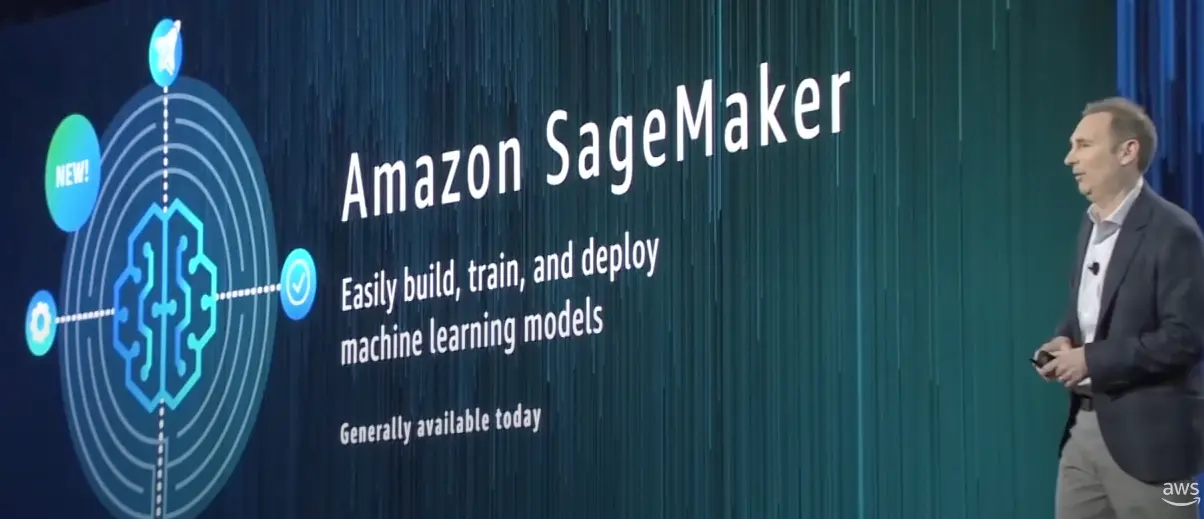 NEW!
Amazon SageMaker
Easily build, train, and deploy
machine learning models
Generally available today
aws